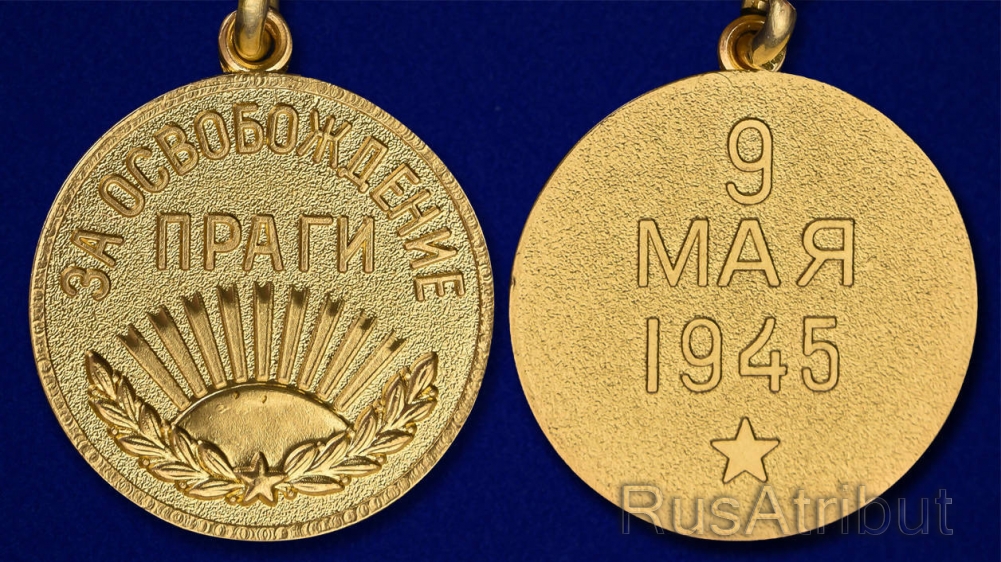 ЗА ОСВОБОЖДЕНИЕ
ПРАГИ
9
МАЯ
1945
RusAtribut